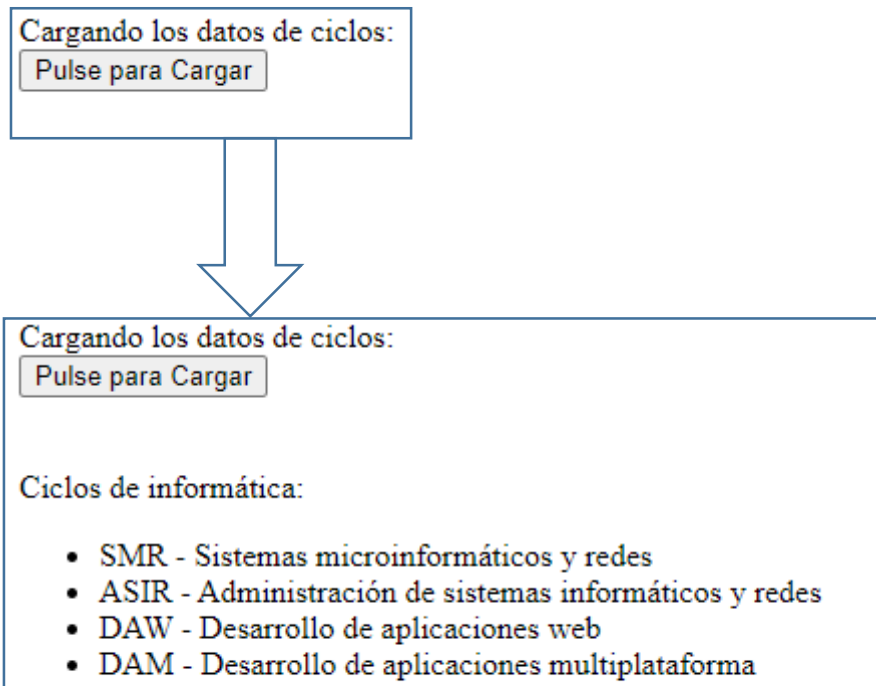 Cargando los datos de ciclos:
Pulse para Cargar
Cargando los datos de ciclos:
Pulse para Cargar
Ciclos de informática:
• SMR - Sistemas microinformáticos y redes
• ASIR - Administración de sistemas informáticos y redes
• DAW - Desarrollo de aplicaciones web
• DAM - Desarrollo de aplicaciones multiplataforma